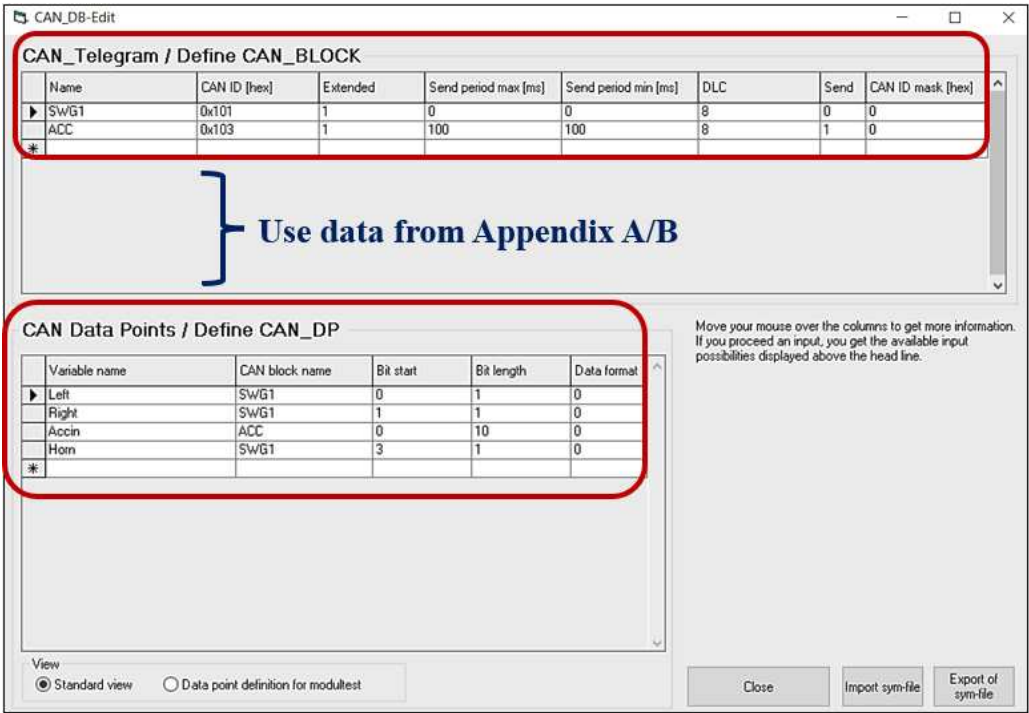 CAN_DB-Edit
CAN_Telegram / Define CAN_BLOCK
Name CAN ID [hex] Extended Send period max [ms] Send period min [ms] DLC Send CAN ID mask [hex]
SWG1 0x101 1 0 0 8 0 0
ACC 0x103 1 100 100 8 1 0
Use data from Appendix A/B
CAN Data Points / Define CAN_DP
Variable name CAN block name Bit start Bit length Data format
Left SWG1 0 1 0
Right SWG1 1 1 0
Accin ACC 0 10 0
Horn SWG1 3 1 0
Move your mouse over the columns to get more information.
If you proceed an input, you get the available input
possibilities displayed above the head line.
View
Standard view Data point definition for modultest
Close Import sym-file Export of
sym-file